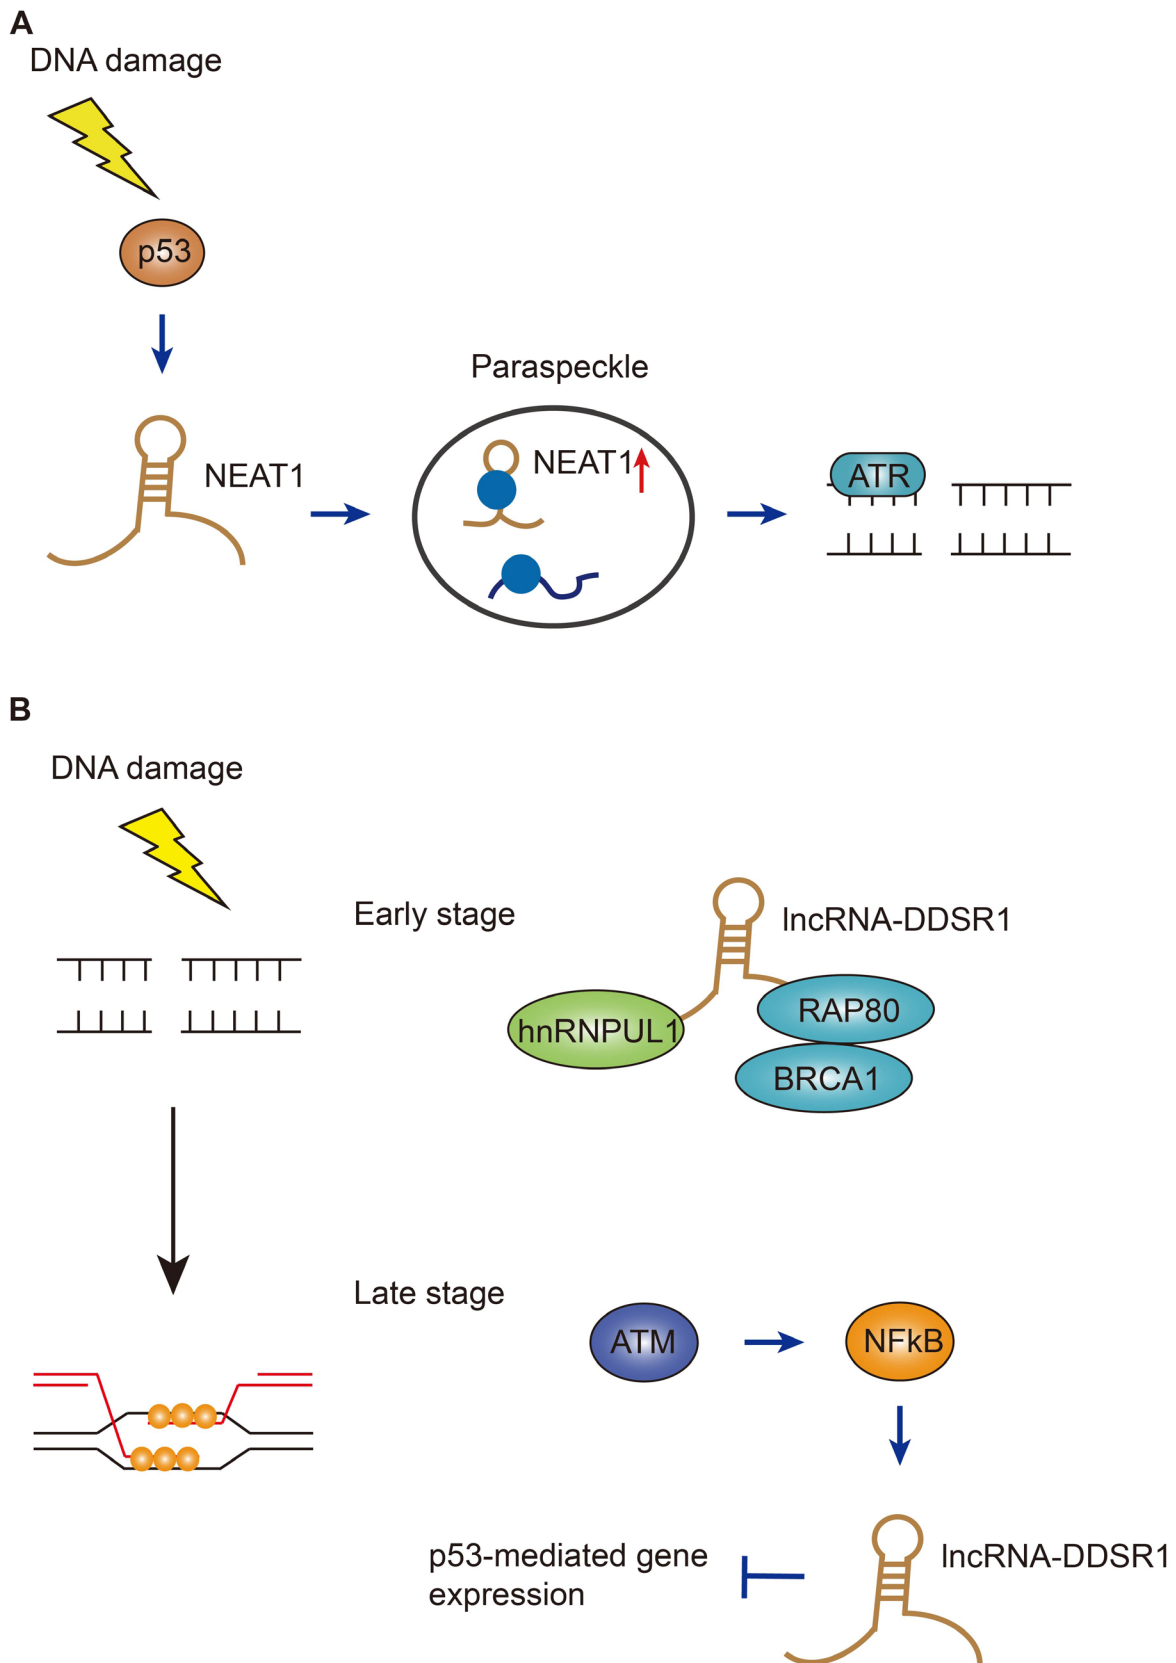 A
DNA damage
p53
Paraspeckle
NEAT1
NEAT1
ATR
B
DNA damage
Early stage
lncRNA-DDSR1
hnRNPUL1
RAP80
BRCA1
Late stage
ATM
NFkB
p53-mediated gene
expression
lncRNA-DDSR1